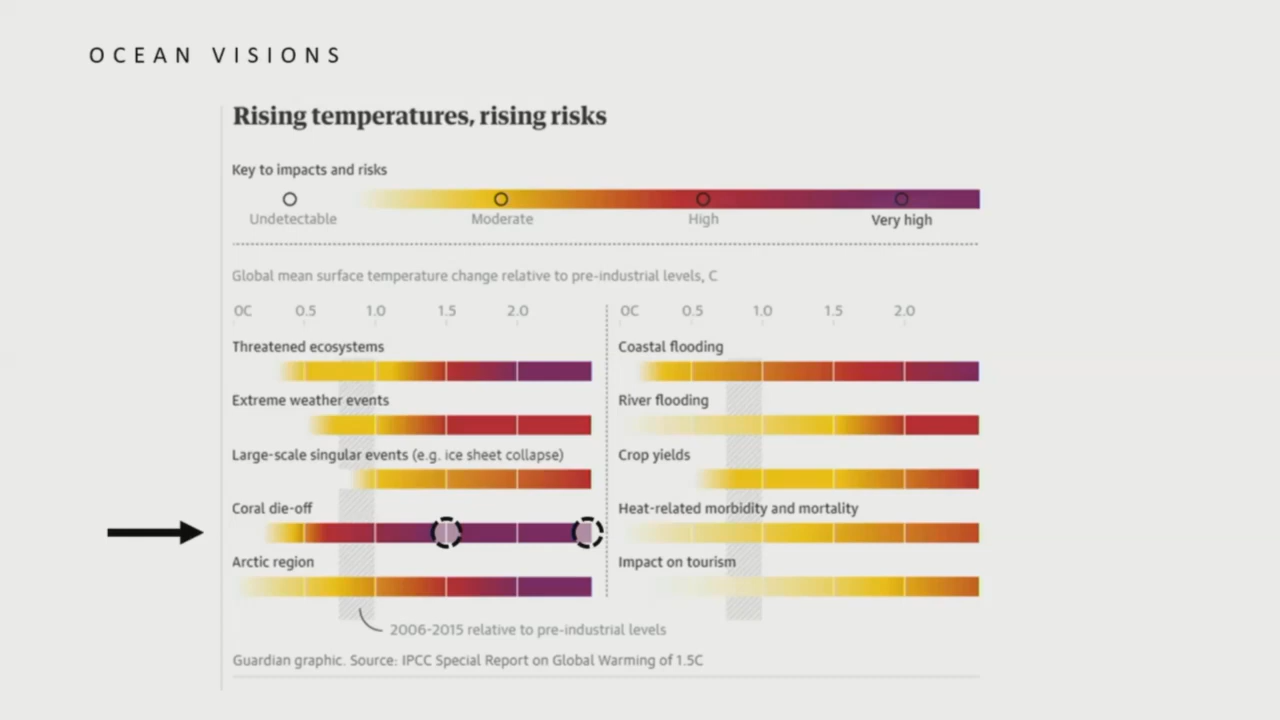 OCEAN VISIONS
Rising temperatures, rising risks
Key to impacts and risks
Undetectable Moderate High Very high
Global mean surface temperature change relative to pre-industrial levels, C
0C 0.5 1.0 1.5 2.0 0C 0.5 1.0 1.5 2.0
Threatened ecosystems Coastal flooding
Extreme weather events River flooding
Large-scale singular events (e.g. ice sheet collapse) Crop yields
Coral die-off Heat-related morbidity and mortality
Arctic region Impact on tourism
2006-2015 relative to pre-industrial levels
Guardian graphic. Source: IPCC Special Report on Global Warming of 1.5C